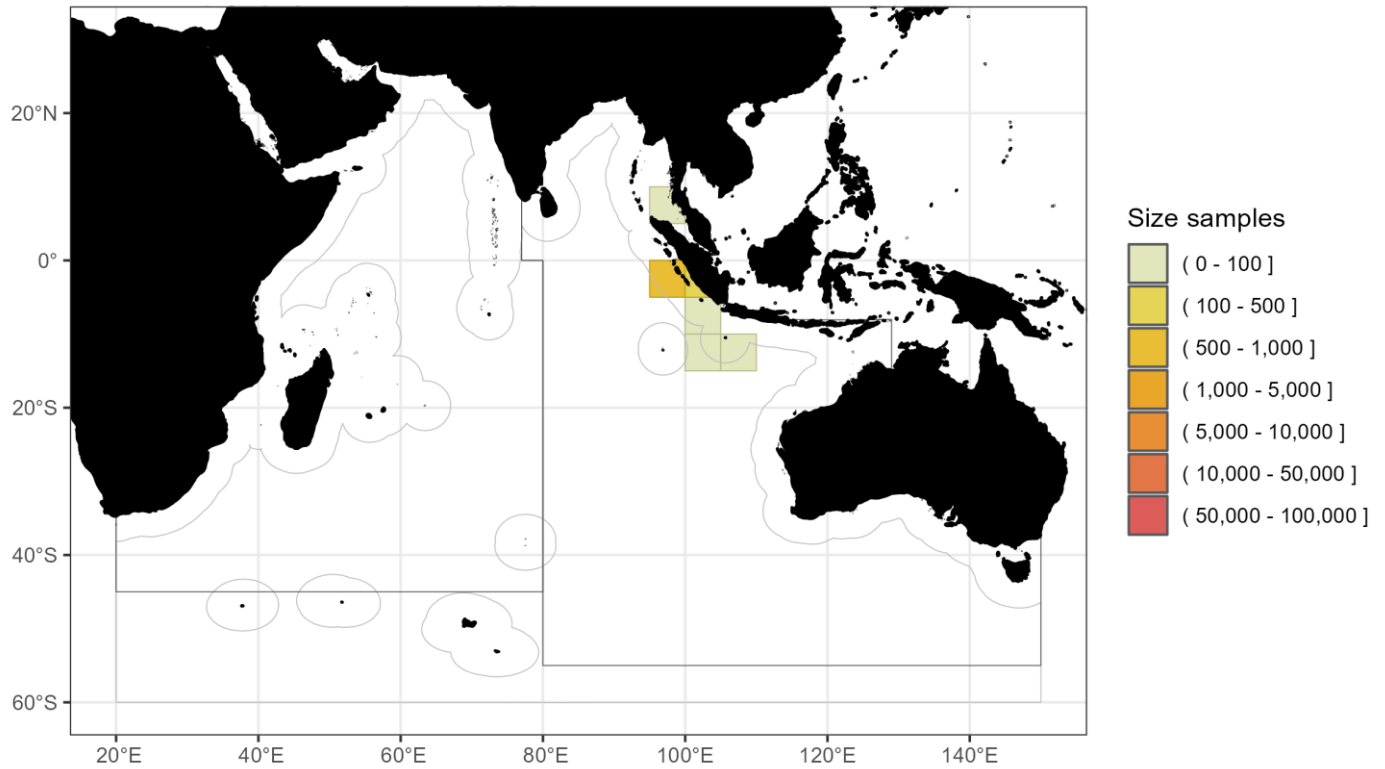 20°N
0°
20°S
40°S
60°S
20°E 40°E 60°E 80°E 100°E 120°E 140°E
Size samples
( 0 - 100 ]
( 100 - 500 ]
( 500 - 1,000 ]
( 1,000 - 5,000 ]
( 5,000 - 10,000 ]
( 10,000 - 50,000 ]
( 50,000 - 100,000 ]